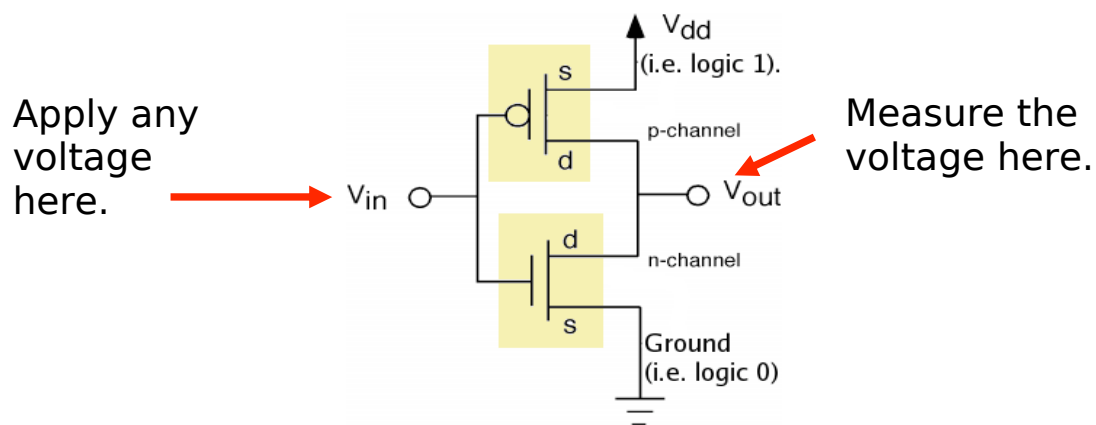 Apply any
voltage
here.
Vin
s
d
d
s
Vdd
(i.e. logic 1).
p-channel
Vout
n-channel
Ground
(i.e. logic 0)
Measure the
voltage here.